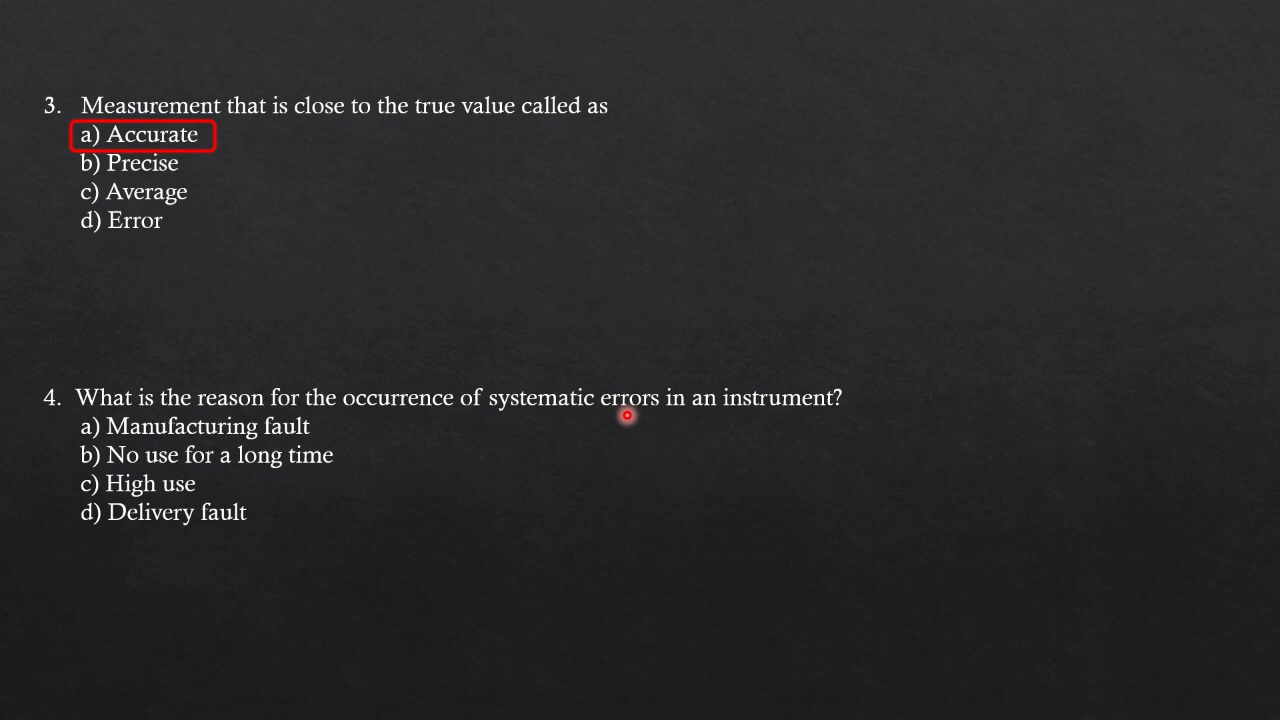 3. Measurement that is close to the true value called as
a) Accurate
b) Precise
c) Average
d) Error
4. What is the reason for the occurrence of systematic errors in an instrument?
a) Manufacturing fault
b) No use for a long time
c) High use
d) Delivery fault